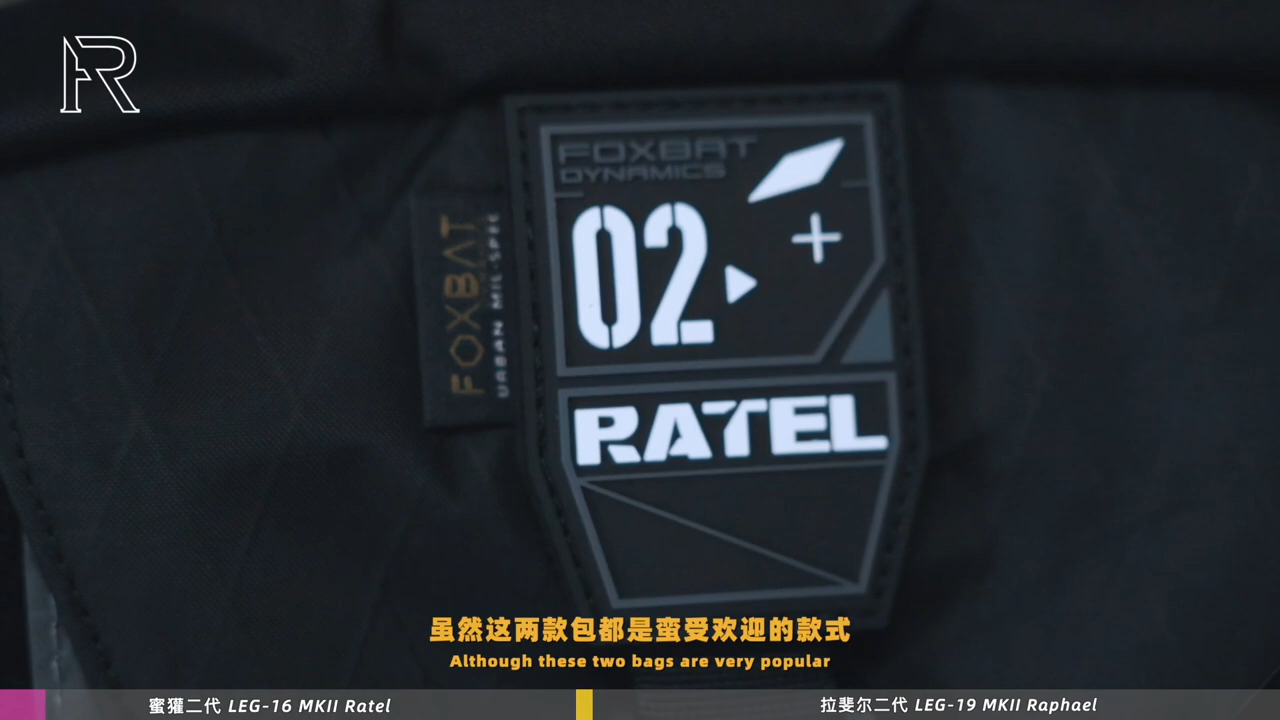 FOXBAT
DYNAMICS
02
RATEL
FOXBAT
URBAN MIL-SPEC
虽然这两款包都是蛮受欢迎的款式
Although these two bags are very popular
蜜獾二代 LEG-16 MKII Ratel
拉斐尔二代 LEG-19 MKII Raphael